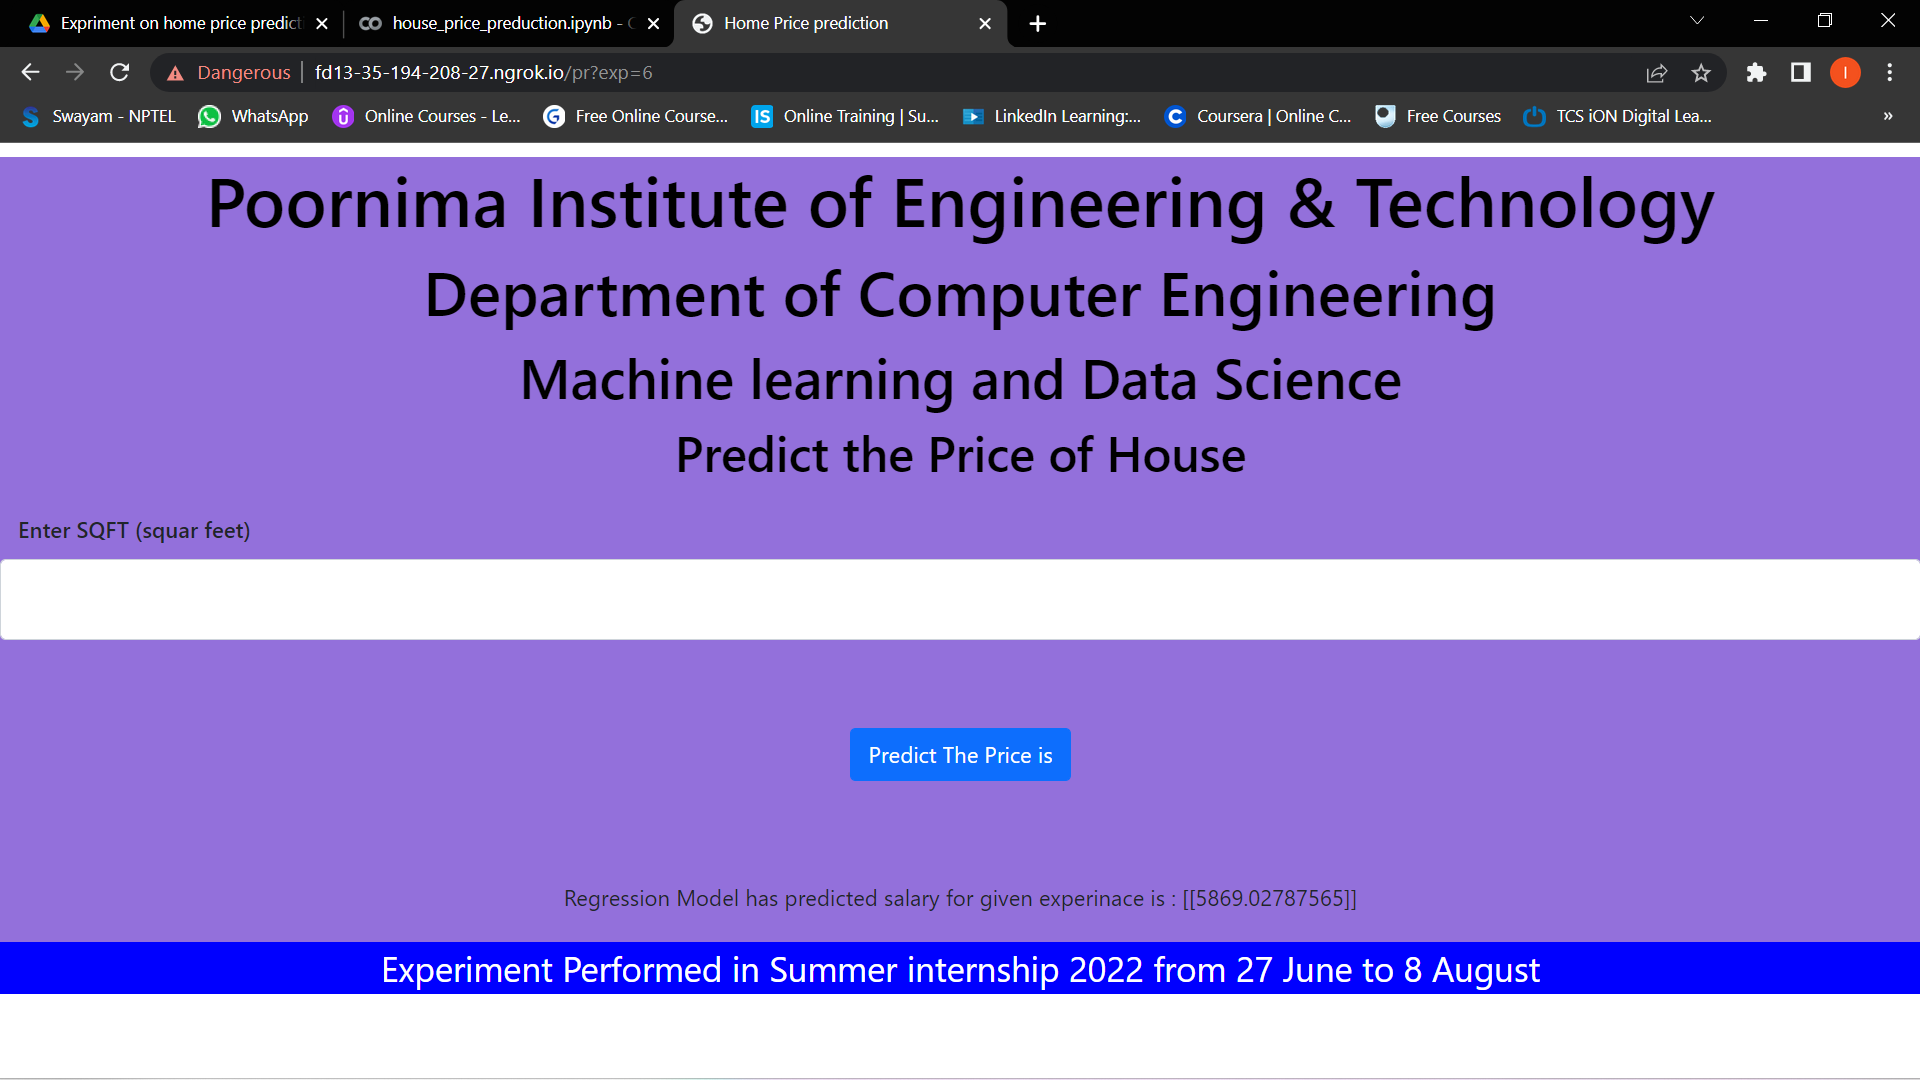 Expriment on home price predict
house_price_preduction.ipynb - C
Home Price prediction
Dangerous
fd13-35-194-208-27.ngrok.io/pr?exp=6
I
Swayam - NPTEL
WhatsApp
Online Courses - Le...
Free Online Course...
IS
Online Training | Su...
LinkedIn Learning:...
Coursera | Online C...
Free Courses
TCS iON Digital Lea...
»
Poornima Institute of Engineering & Technology
Department of Computer Engineering
Machine learning and Data Science
Predict the Price of House
Enter SQFT (squar feet)
Predict The Price is
Regression Model has predicted salary for given experinace is : [[5869.02787565]]
Experiment Performed in Summer internship 2022 from 27 June to 8 August